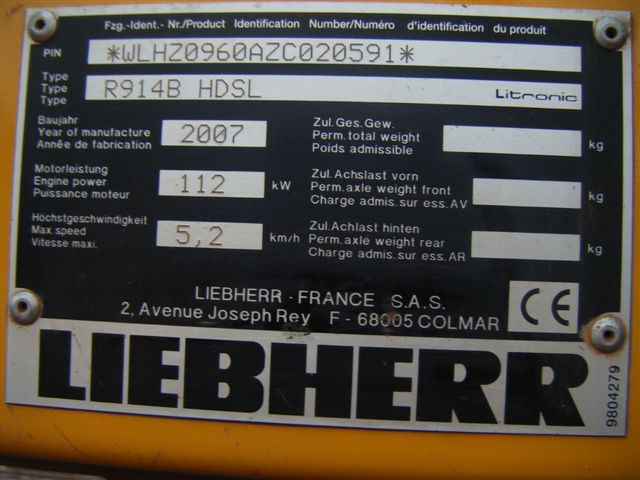 Fzg.-Ident.- Nr./Product Identification Number/Numéro d'identification du produit
PIN *WLHZ0960AZC020591*
Type
Type R914B HDSL Litronic
Type
Baujahr
Year of manufacture 2007
Année de fabrication
Zul.Ges.Gew.
Perm.total weight kg
Poids admissible
Motorleistung
Engine power 112 kW
Puissance moteur
Zul.Achslast vorn
Perm.axle weight front kg
Charge admis.sur ess.AV
Höchstgeschwindigkeit
Max.speed 5,2 km/h
Vitesse maxi.
Zul.Achlast hinten
Perm.axle weight rear kg
Charge admis.sur ess.AR
LIEBHERR - FRANCE S.A.S.
2, Avenue Joseph Rey F - 68005 COLMAR
CE
LIEBHERR
9804279